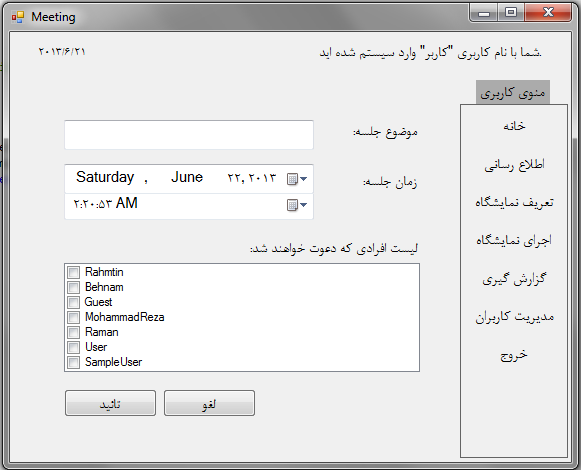 Meeting
شما با نام کاربری "کاربر" وارد سیستم شده اید.
۲۰۱۳/۶/۲۱
منوی کاربری
خانه
اطلاع رسانی
تعریف نمایشگاه
اجرای نمایشگاه
گزارش گیری
مدیریت کاربران
خروج
موضوع جلسه:
زمان جلسه:
Saturday , June ۲۲, ۲۰۱۳
۲:۲۰:۵۳ AM
لیست افرادی که دعوت خواهند شد:
Rahmtin
Behnam
Guest
MohammadReza
Raman
User
SampleUser
لغو
تائید